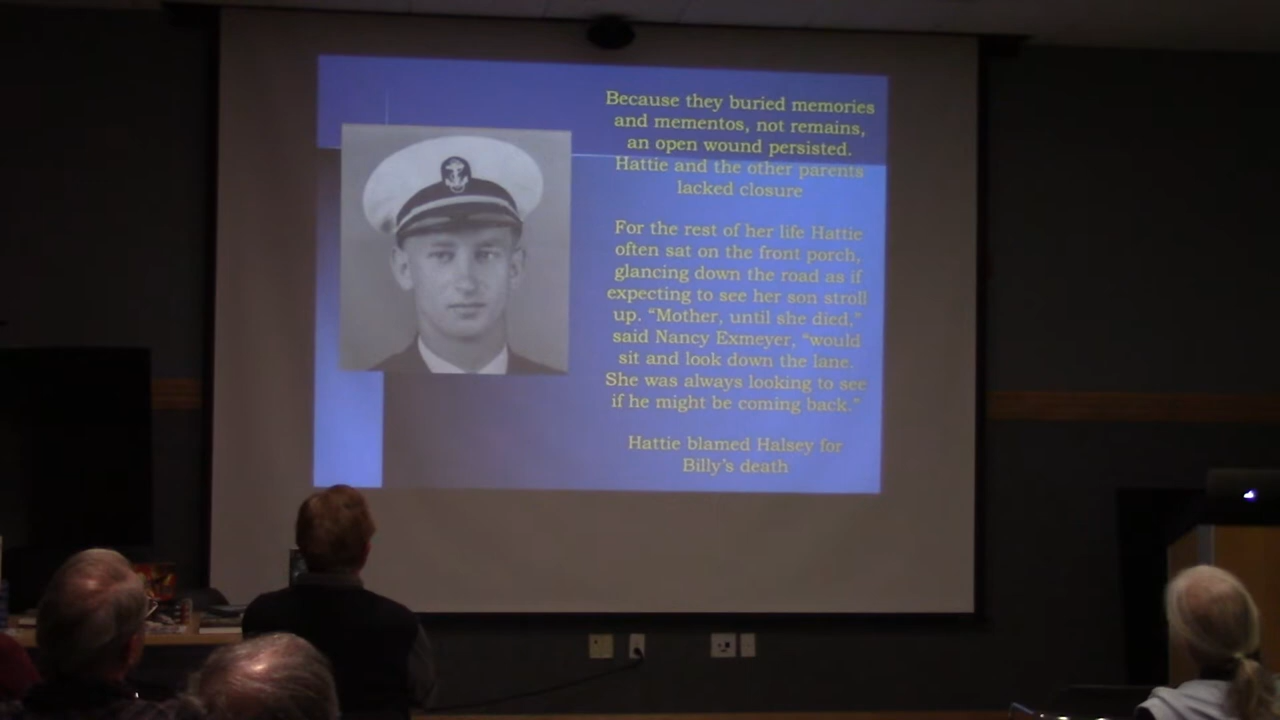 Because they buried memories
and mementos, not remains,
an open wound persisted.
Hattie and the other parents
lacked closure
For the rest of her life Hattie
often sat on the front porch,
glancing down the road as if
expecting to see her son stroll
up. “Mother, until she died,”
said Nancy Exmeyer, “would
sit and look down the lane.
She was always looking to see
if he might be coming back.”
Hattie blamed Halsey for
Billy’s death